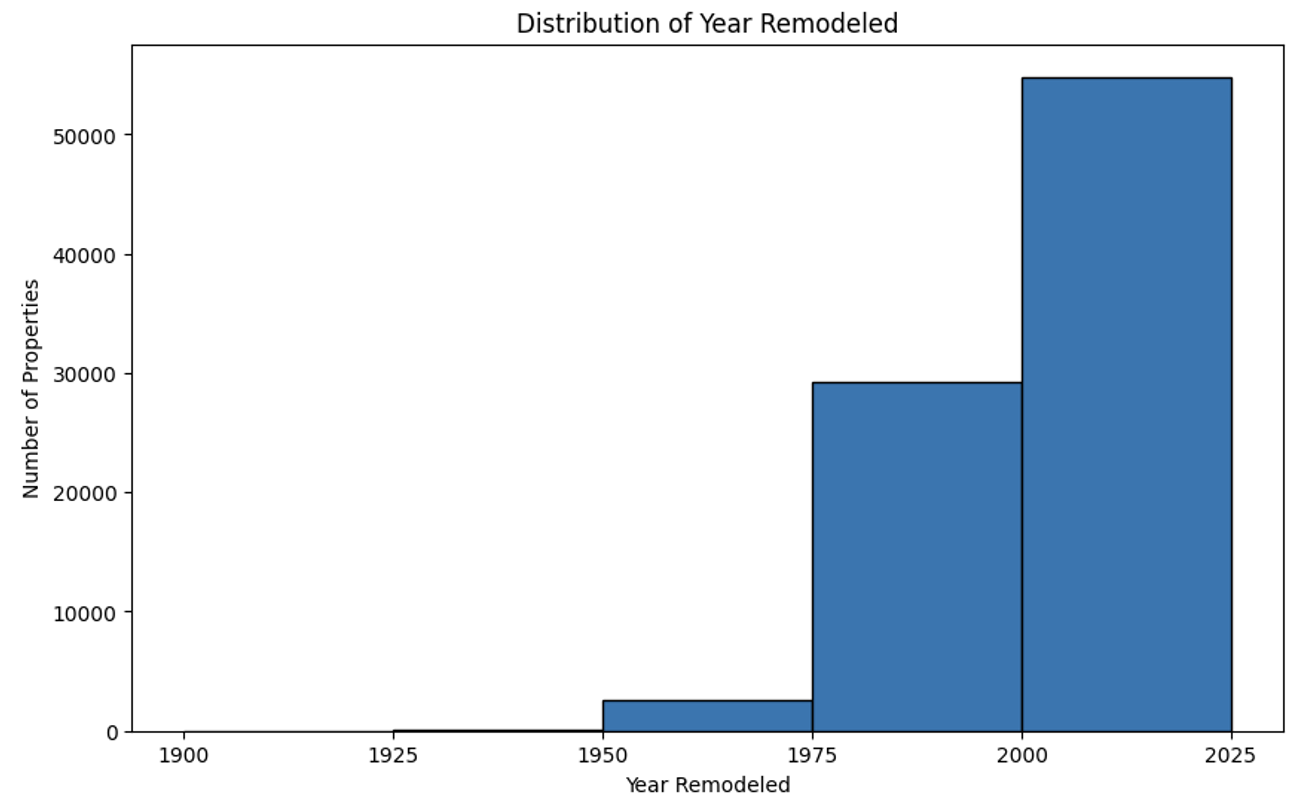 Distribution of Year Remodeled
50000
40000
30000
20000
10000
0
Number of Properties
1900 1925 1950 1975 2000 2025
Year Remodeled